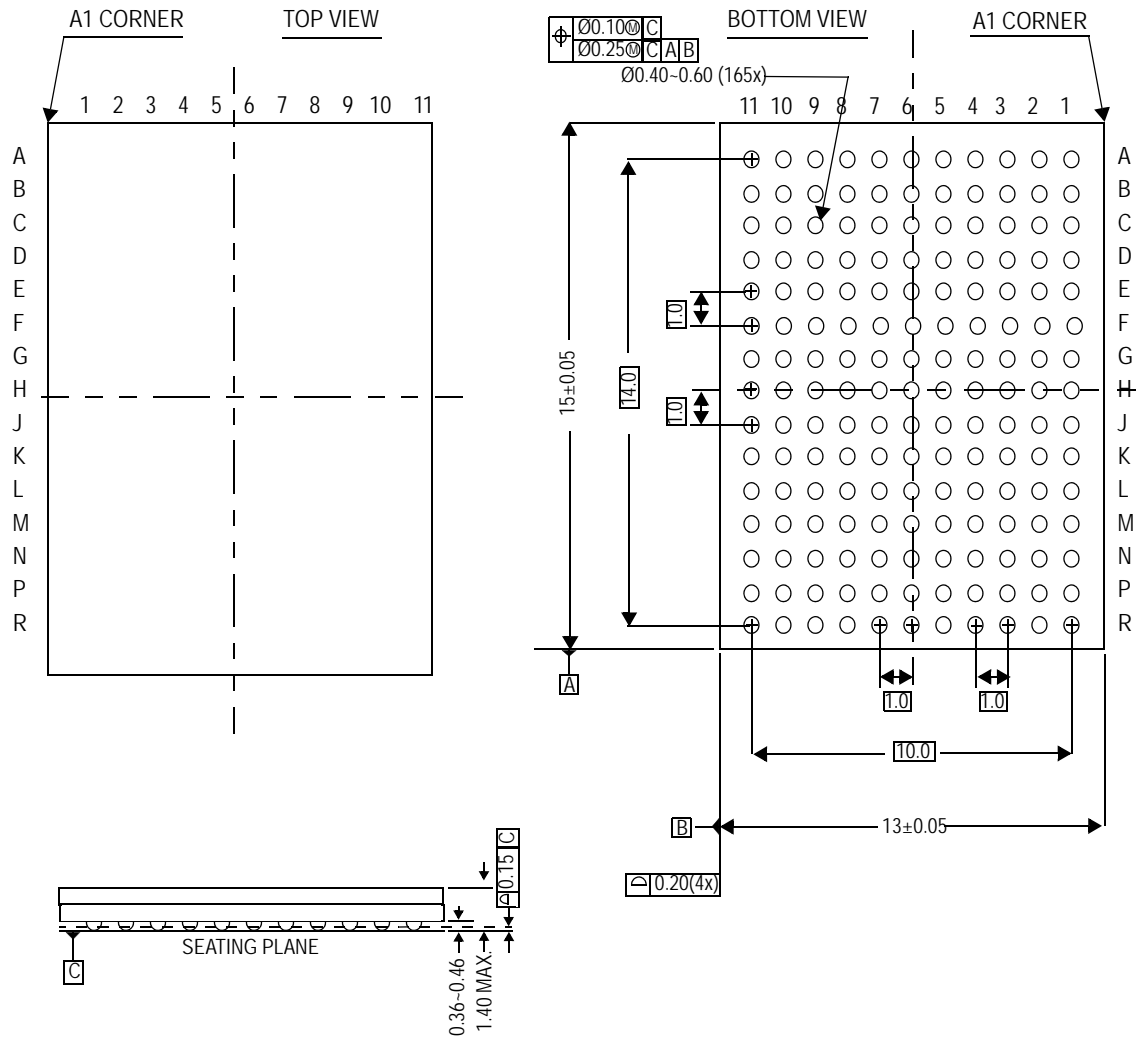 A1 CORNER
TOP VIEW
1 2 3 4 5 6 7 8 9 10 11
A
B
C
D
E
F
G
H
J
K
L
M
N
P
R
Ø0.10Ⓜ C
Ø0.25Ⓜ C A B
Ø0.40~0.60 (165x)
BOTTOM VIEW
A1 CORNER
11 10 9 8 7 6 5 4 3 2 1
A
B
C
D
E
F
G
H
J
K
L
M
N
P
R
15±0.05
14.0
1.0
1.0
A
1.0
1.0
10.0
B
13±0.05
0.20(4x)
0.15 C
SEATING PLANE
C
0.36~0.46
1.40 MAX.